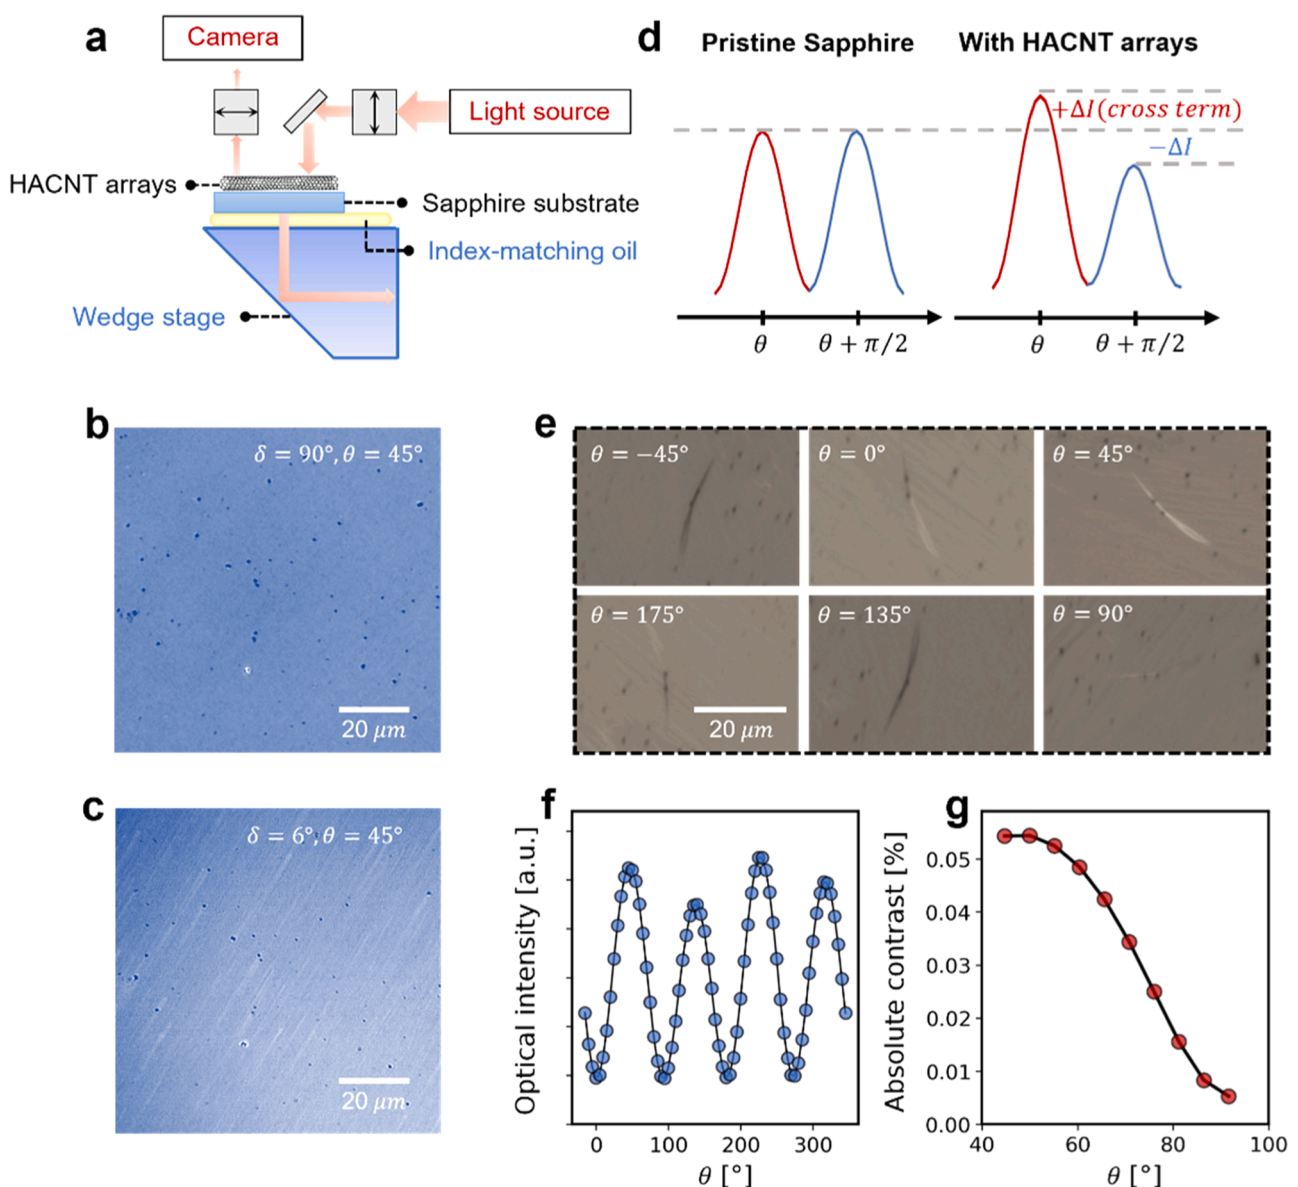 a
Camera
Light source
HACNT arrays
Sapphire substrate
Index-matching oil
Wedge stage
d
Pristine Sapphire
With HACNT arrays
+ΔI(cross term)
−ΔI
θ
θ + π/2
θ
θ + π/2
b
δ = 90°, θ = 45°
20 μm
c
δ = 6°, θ = 45°
20 μm
e
θ = −45°
θ = 0°
θ = 45°
θ = 175°
θ = 135°
θ = 90°
20 μm
f
Optical intensity [a.u.]
0
100
200
300
θ [°]
g
Absolute contrast [%]
0.05
0.04
0.03
0.02
0.01
0.00
40
60
80
100
θ [°]